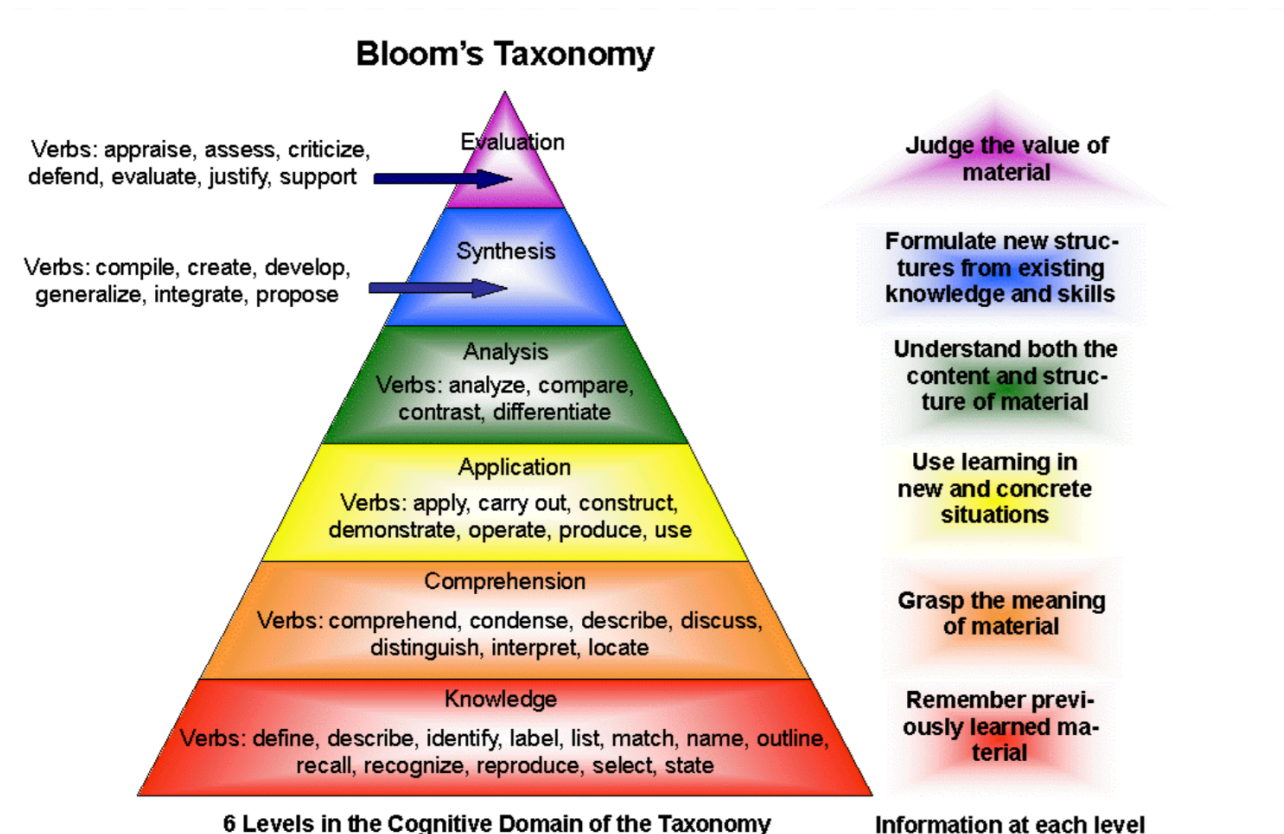 Bloom's Taxonomy
Evaluation
Verbs: appraise, assess, criticize,
defend, evaluate, justify, support
Judge the value of
material
Synthesis
Verbs: compile, create, develop,
generalize, integrate, propose
Formulate new struc-
tures from existing
knowledge and skills
Analysis
Verbs: analyze, compare,
contrast, differentiate
Understand both the
content and struc-
ture of material
Application
Verbs: apply, carry out, construct,
demonstrate, operate, produce, use
Use learning in
new and concrete
situations
Comprehension
Verbs: comprehend, condense, describe, discuss,
distinguish, interpret, locate
Grasp the meaning
of material
Knowledge
Verbs: define, describe, identify, label, list, match, name, outline,
recall, recognize, reproduce, select, state
Remember previ-
ously learned ma-
terial
6 Levels in the Cognitive Domain of the Taxonomy
Information at each level